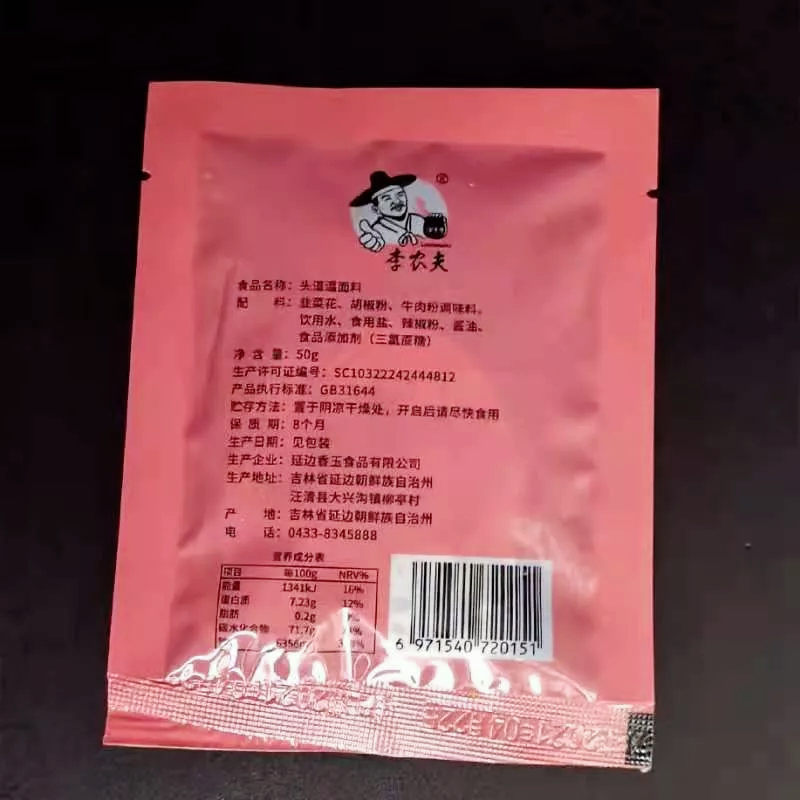 ®
李农夫
食品名称：头道温面料
配 料：韭菜花、胡椒粉、牛肉粉调味料、
饮用水、食用盐、辣椒粉、酱油、
食品添加剂（三氯蔗糖）
净 含 量：50g
生产许可证编号：SC10322242444812
产品执行标准：GB31644
贮存方法：置于阴凉干燥处，开启后请尽快食用
保 质 期：8个月
生产日期：见包装
生产企业：延边香玉食品有限公司
生产地址：吉林省延边朝鲜族自治州
汪清县大兴沟镇柳亭村
产 地：吉林省延边朝鲜族自治州
电 话：0433-8345888
营养成分表
项目 每100g NRV%
能量 1341kJ 16%
蛋白质 7.23g 12%
脂肪 0.2g
碳水化合物 71.7g
6 971540 720151